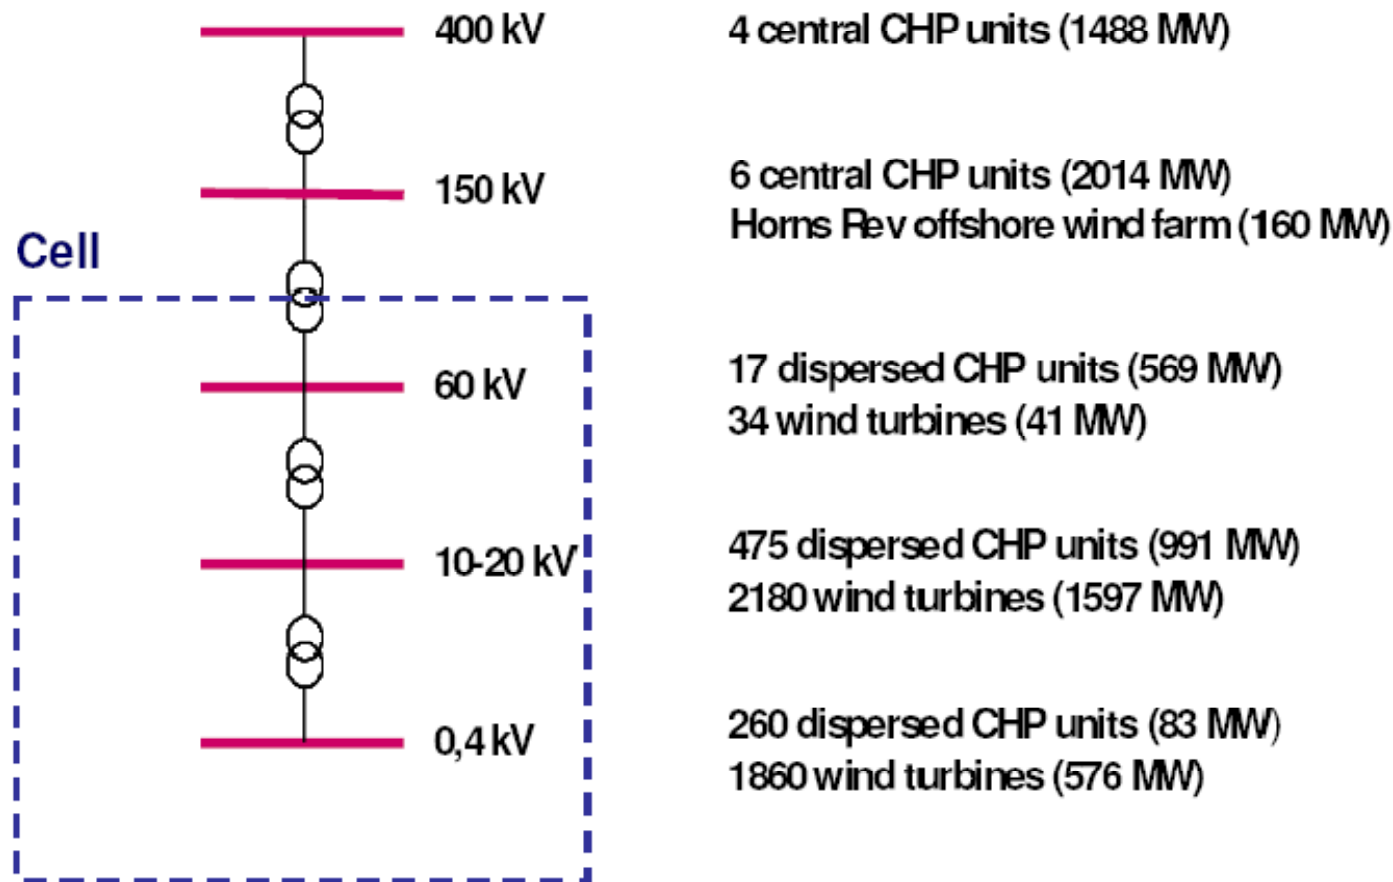 400 kV 4 central CHP units (1488 MW)
150 kV 6 central CHP units (2014 MW)
Horns Rev offshore wind farm (160 MW)
Cell
60 kV 17 dispersed CHP units (569 MW)
34 wind turbines (41 MW)
10-20 kV 475 dispersed CHP units (991 MW)
2180 wind turbines (1597 MW)
0,4 kV 260 dispersed CHP units (83 MW)
1860 wind turbines (576 MW)